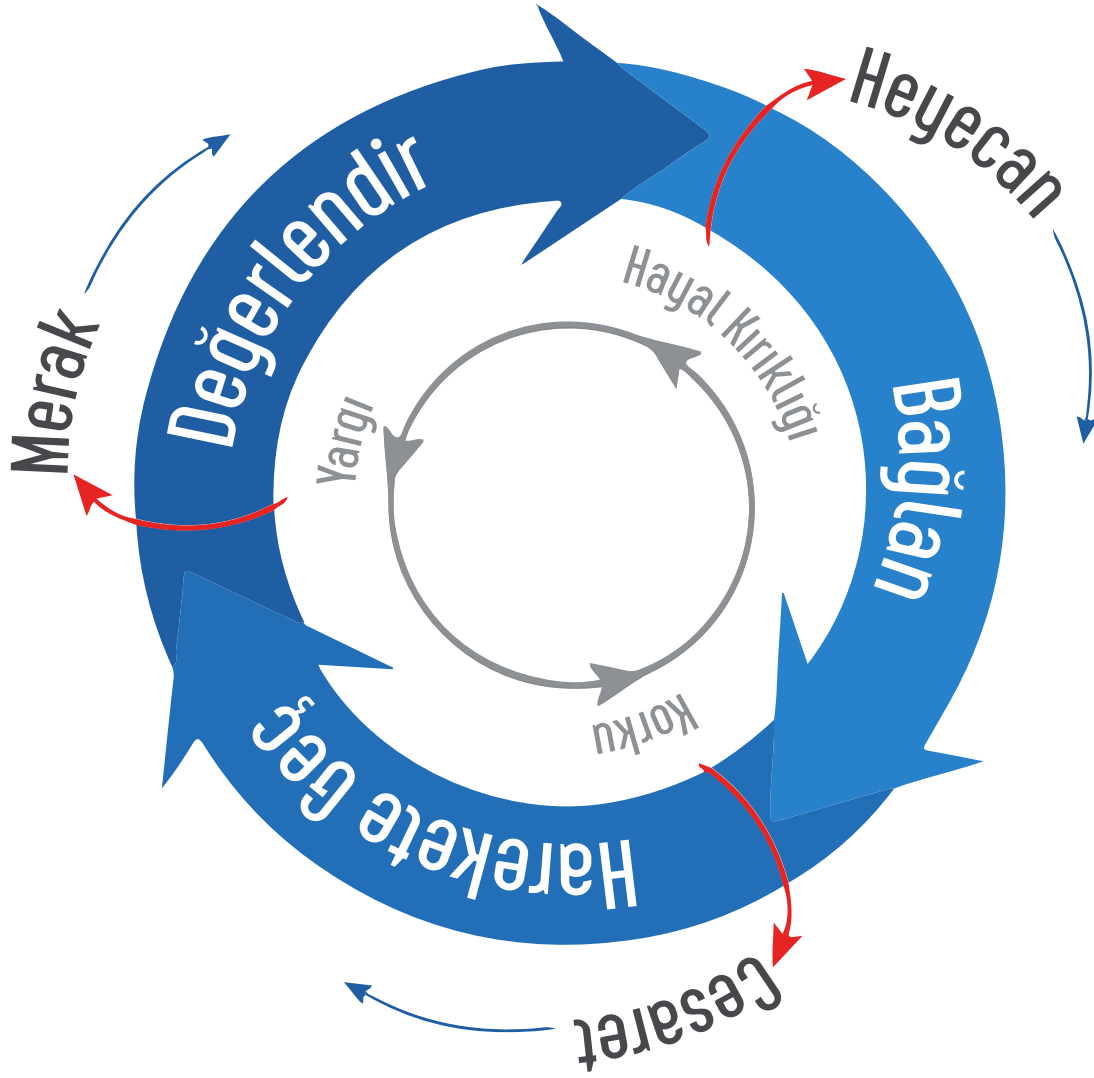 Heyecan
Değerlendir
Hayal Kırıklığı
Merak
Bağlan
Yargı
Korku
Harekete Geç
Cesaret